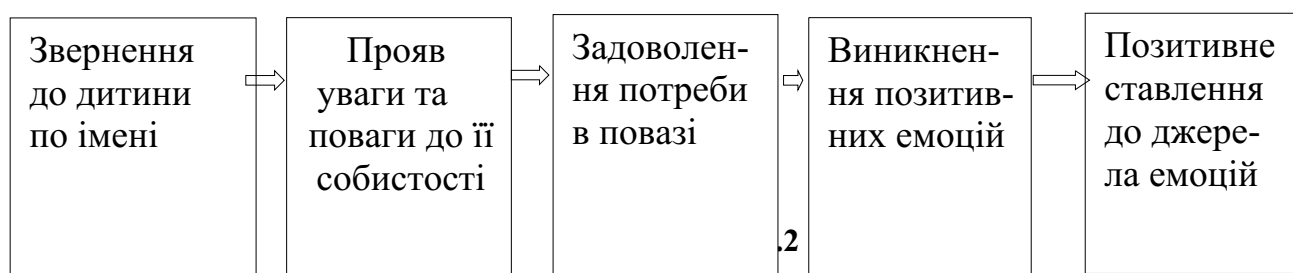 Звернення
до дитини
по імені
Прояв
уваги та
поваги до її
собистості
Задоволен-
ня потреби
в повазі
Виникнен-
ня позитив-
них емоцій
Позитивне
ставлення
до джере-
ла емоцій
.2